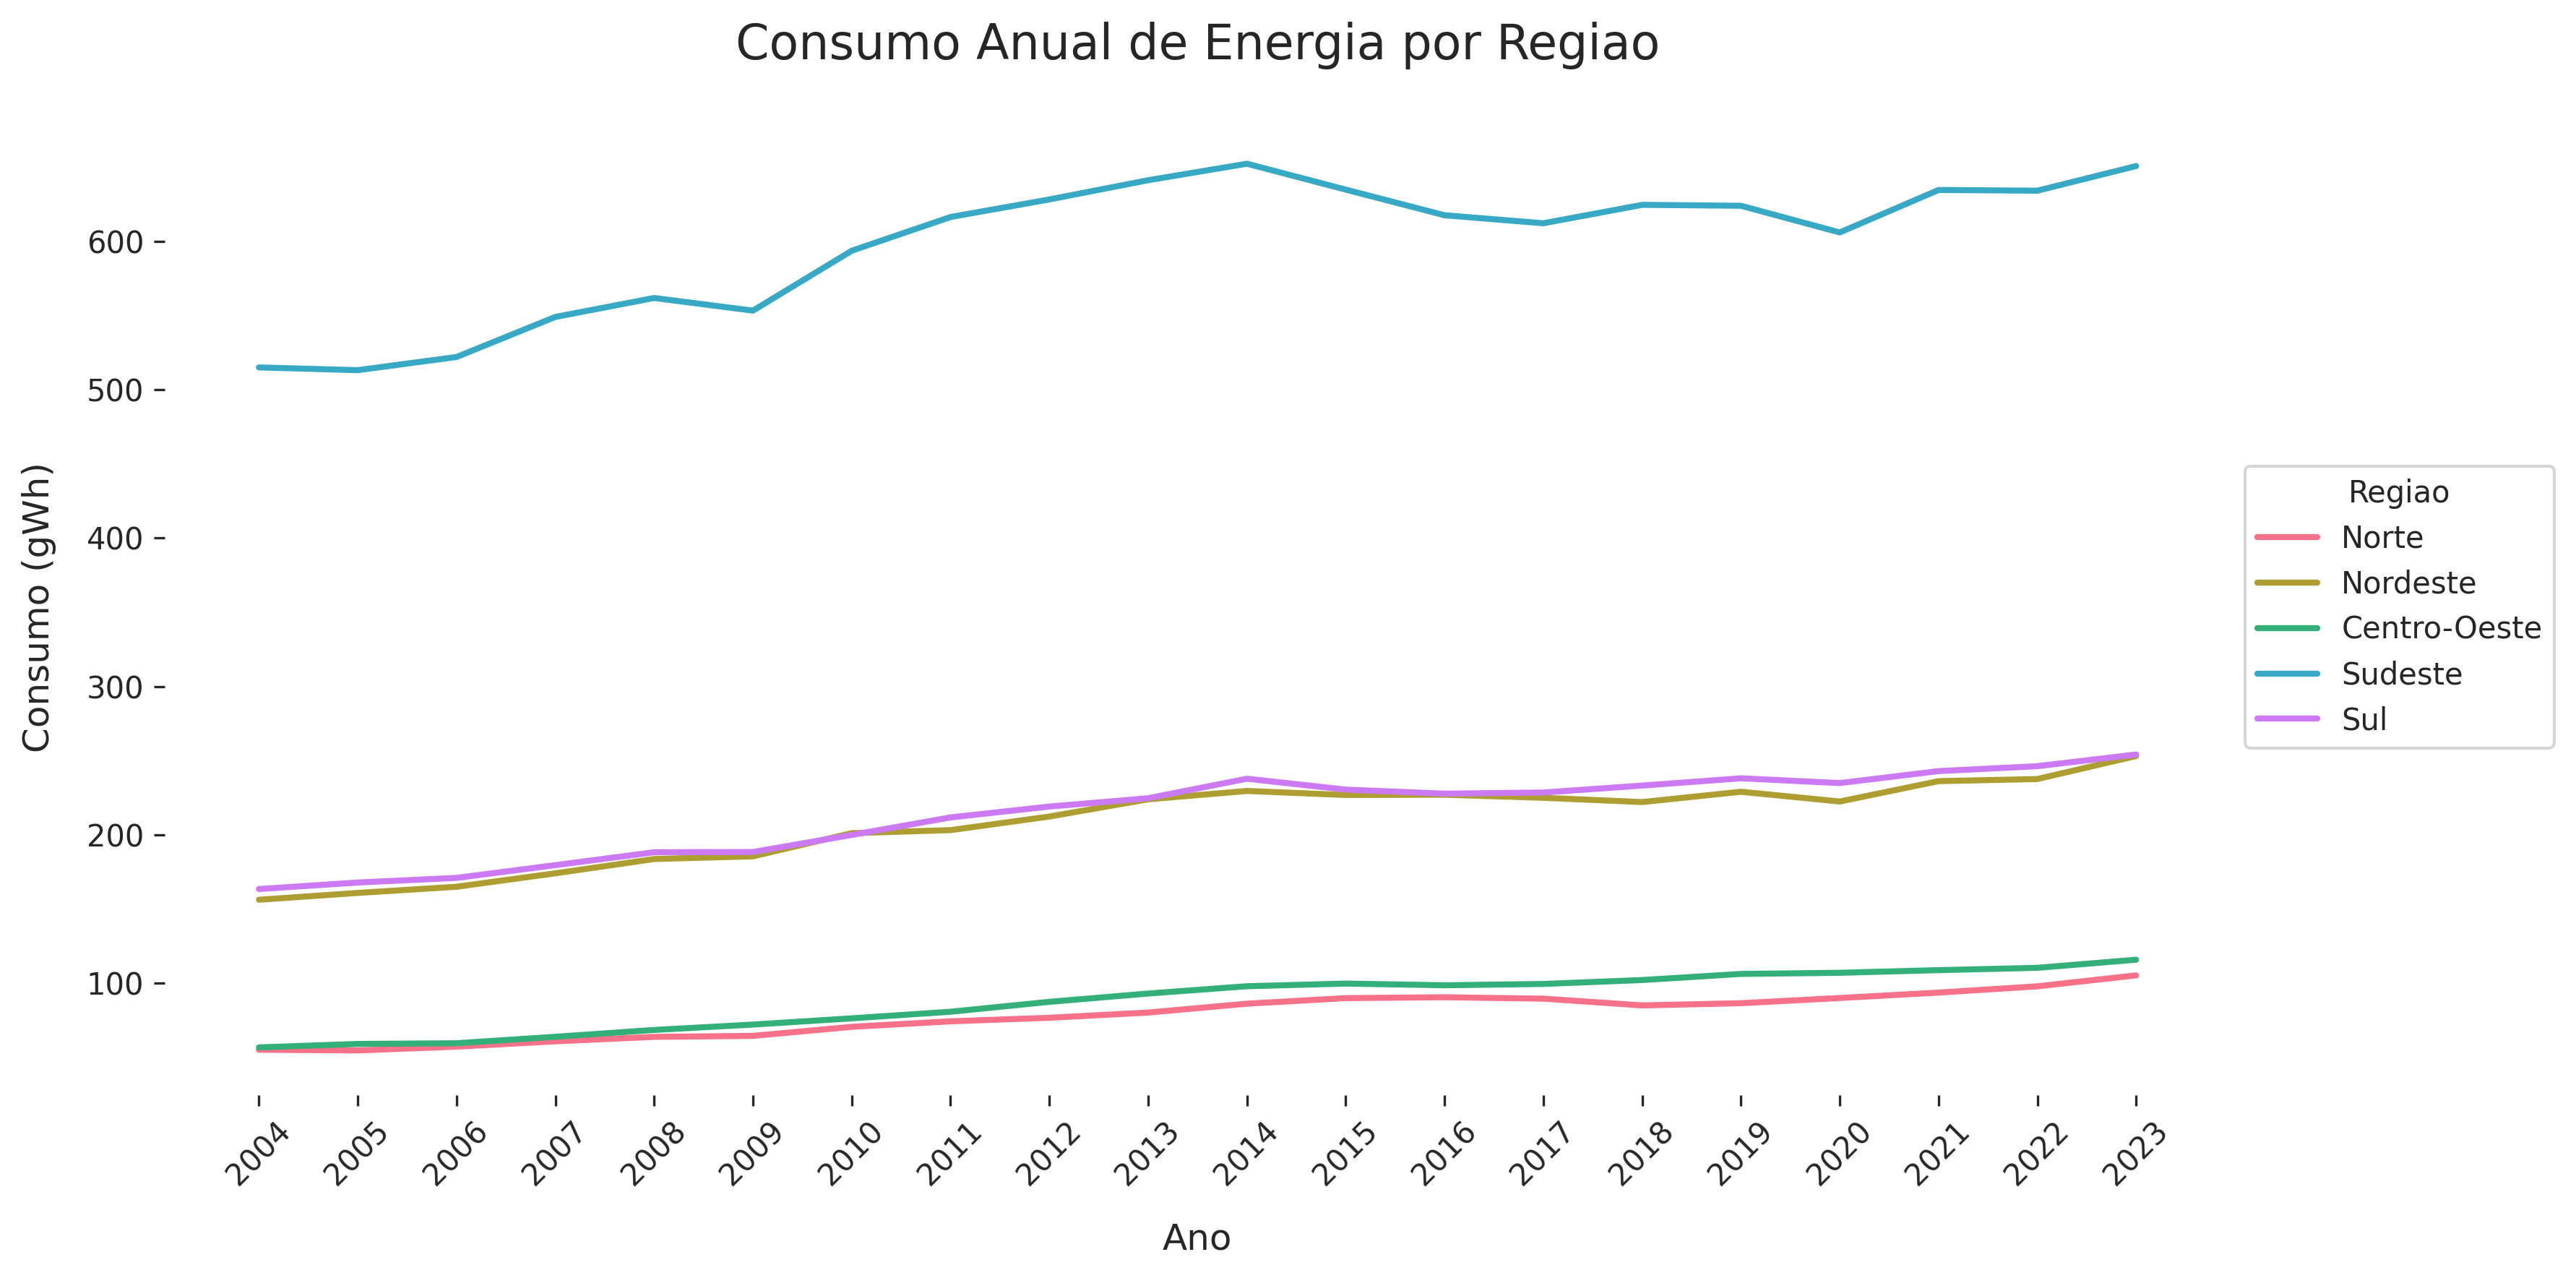 Consumo Anual de Energia por Regiao
600
500
400
300
200
100
Consumo (gWh)
2004
2005
2006
2007
2008
2009
2010
2011
2012
2013
2014
2015
2016
2017
2018
2019
2020
2021
2022
2023
Ano
Regiao
Norte
Nordeste
Centro-Oeste
Sudeste
Sul